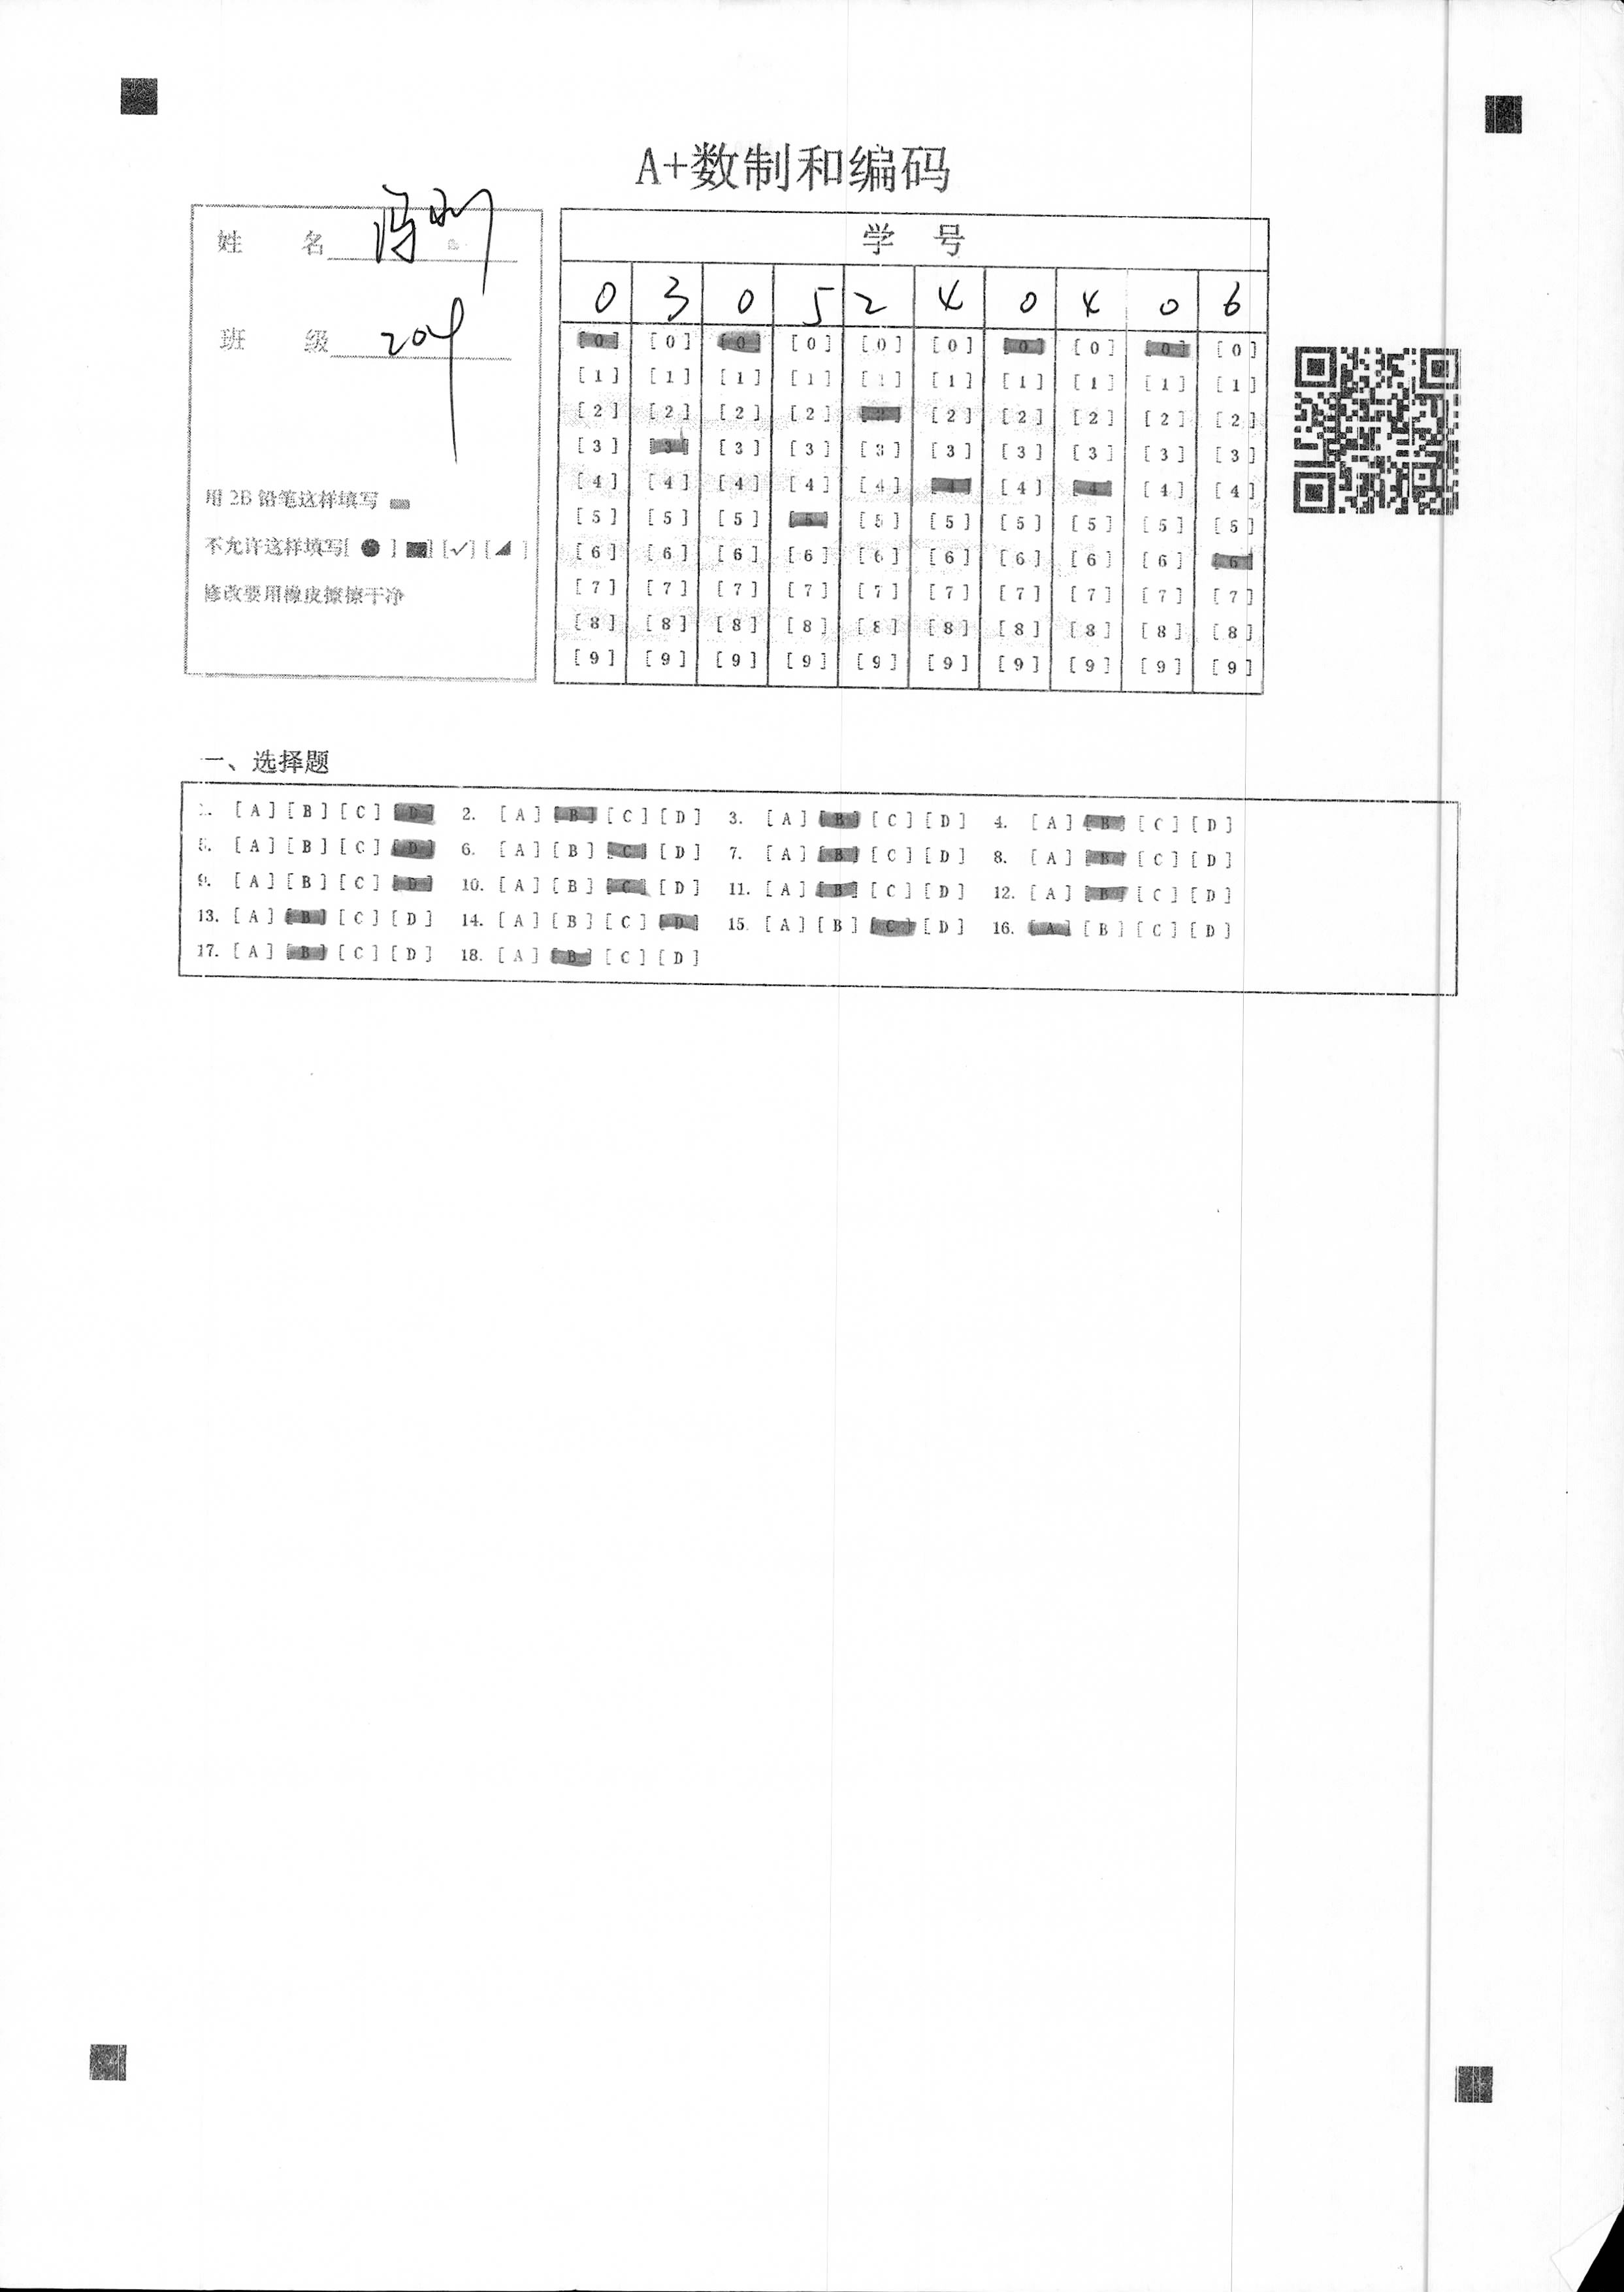 A+数制和编码
姓 名 冯
班 级 204
用 2B 铅笔这样填写
不允许这样填写[ ● ] [■] [✓] [◢ ]
修改要用橡皮擦擦干净
学 号
0 3 0 5 2 4 0 4 0 6
[0] [0] [0] [0] [0] [0] [0] [0] [0] [0]
[1] [1] [1] [1] [1] [1] [1] [1] [1] [1]
[2] [2] [2] [2] [2] [2] [2] [2] [2] [2]
[3] [3] [3] [3] [3] [3] [3] [3] [3] [3]
[4] [4] [4] [4] [4] [4] [4] [4] [4] [4]
[5] [5] [5] [5] [5] [5] [5] [5] [5] [5]
[6] [6] [6] [6] [6] [6] [6] [6] [6] [6]
[7] [7] [7] [7] [7] [7] [7] [7] [7] [7]
[8] [8] [8] [8] [8] [8] [8] [8] [8] [8]
[9] [9] [9] [9] [9] [9] [9] [9] [9] [9]
一、选择题
1. [A] [B] [C] [D] 2. [A] [B] [C] [D] 3. [A] [B] [C] [D] 4. [A] [B] [C] [D]
5. [A] [B] [C] [D] 6. [A] [B] [C] [D] 7. [A] [B] [C] [D] 8. [A] [B] [C] [D]
9. [A] [B] [C] [D] 10. [A] [B] [C] [D] 11. [A] [B] [C] [D] 12. [A] [B] [C] [D]
13. [A] [B] [C] [D] 14. [A] [B] [C] [D] 15. [A] [B] [C] [D] 16. [A] [B] [C] [D]
17. [A] [B] [C] [D] 18. [A] [B] [C] [D]